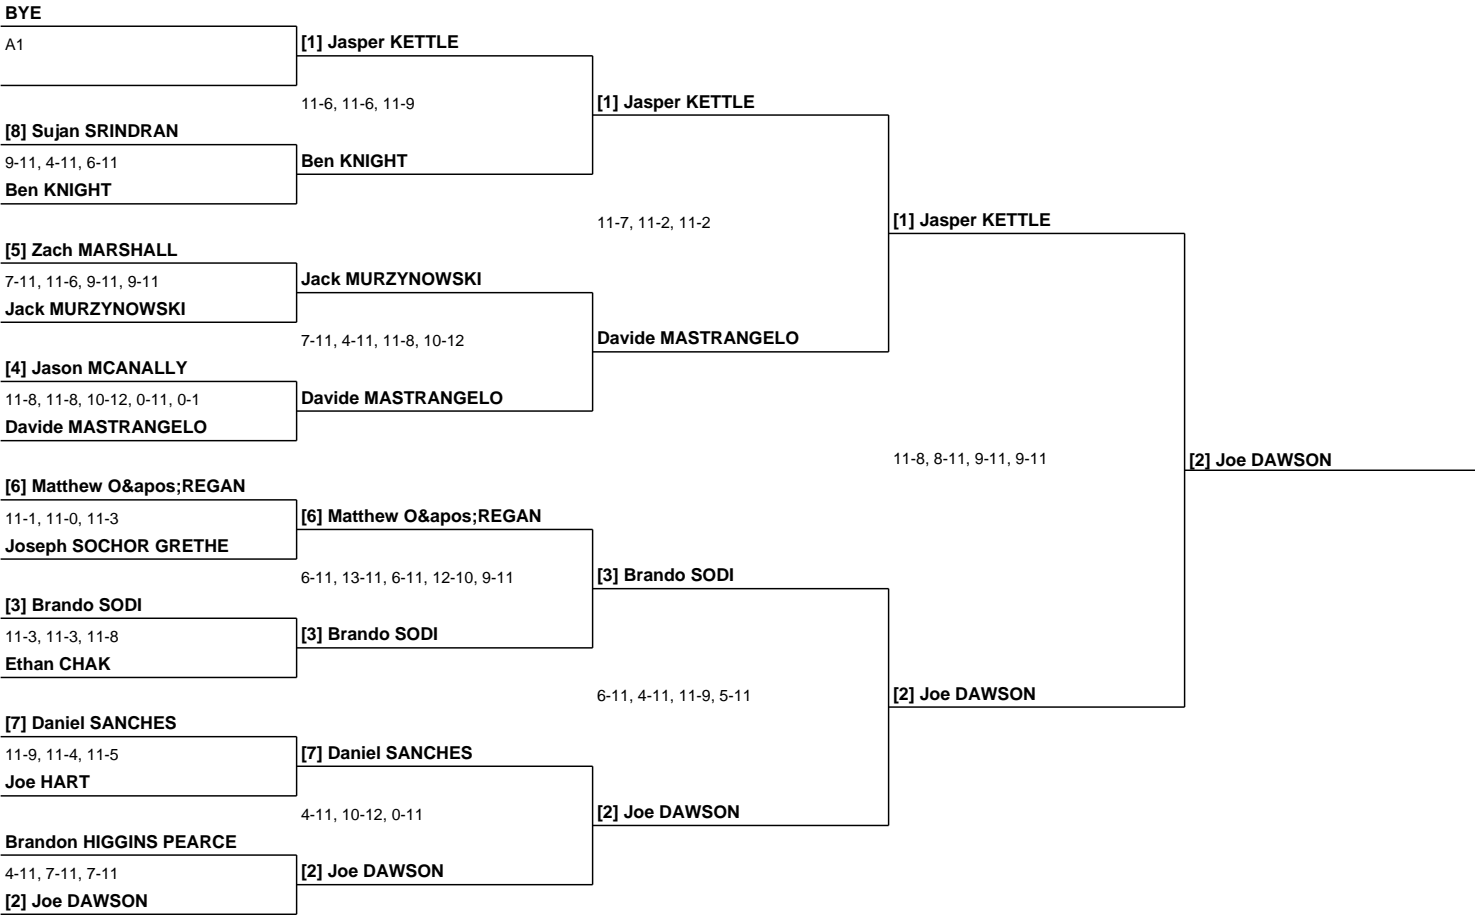 BYE
A1
[1] Jasper KETTLE
11-6, 11-6, 11-9
[1] Jasper KETTLE
[8] Sujan SRINDRAN
9-11, 4-11, 6-11
Ben KNIGHT
Ben KNIGHT
11-7, 11-2, 11-2
[1] Jasper KETTLE
[5] Zach MARSHALL
7-11, 11-6, 9-11, 9-11
Jack MURZYNOWSKI
Jack MURZYNOWSKI
7-11, 4-11, 11-8, 10-12
Davide MASTRANGELO
[4] Jason MCANALLY
11-8, 11-8, 10-12, 0-11, 0-1
Davide MASTRANGELO
Davide MASTRANGELO
11-8, 8-11, 9-11, 9-11
[2] Joe DAWSON
[6] Matthew O&apos;REGAN
11-1, 11-0, 11-3
Joseph SOCHOR GRETHE
[6] Matthew O&apos;REGAN
6-11, 13-11, 6-11, 12-10, 9-11
[3] Brando SODI
[3] Brando SODI
11-3, 11-3, 11-8
Ethan CHAK
[3] Brando SODI
6-11, 4-11, 11-9, 5-11
[2] Joe DAWSON
[7] Daniel SANCHES
11-9, 11-4, 11-5
Joe HART
[7] Daniel SANCHES
4-11, 10-12, 0-11
[2] Joe DAWSON
Brandon HIGGINS PEARCE
4-11, 7-11, 7-11
[2] Joe DAWSON
[2] Joe DAWSON